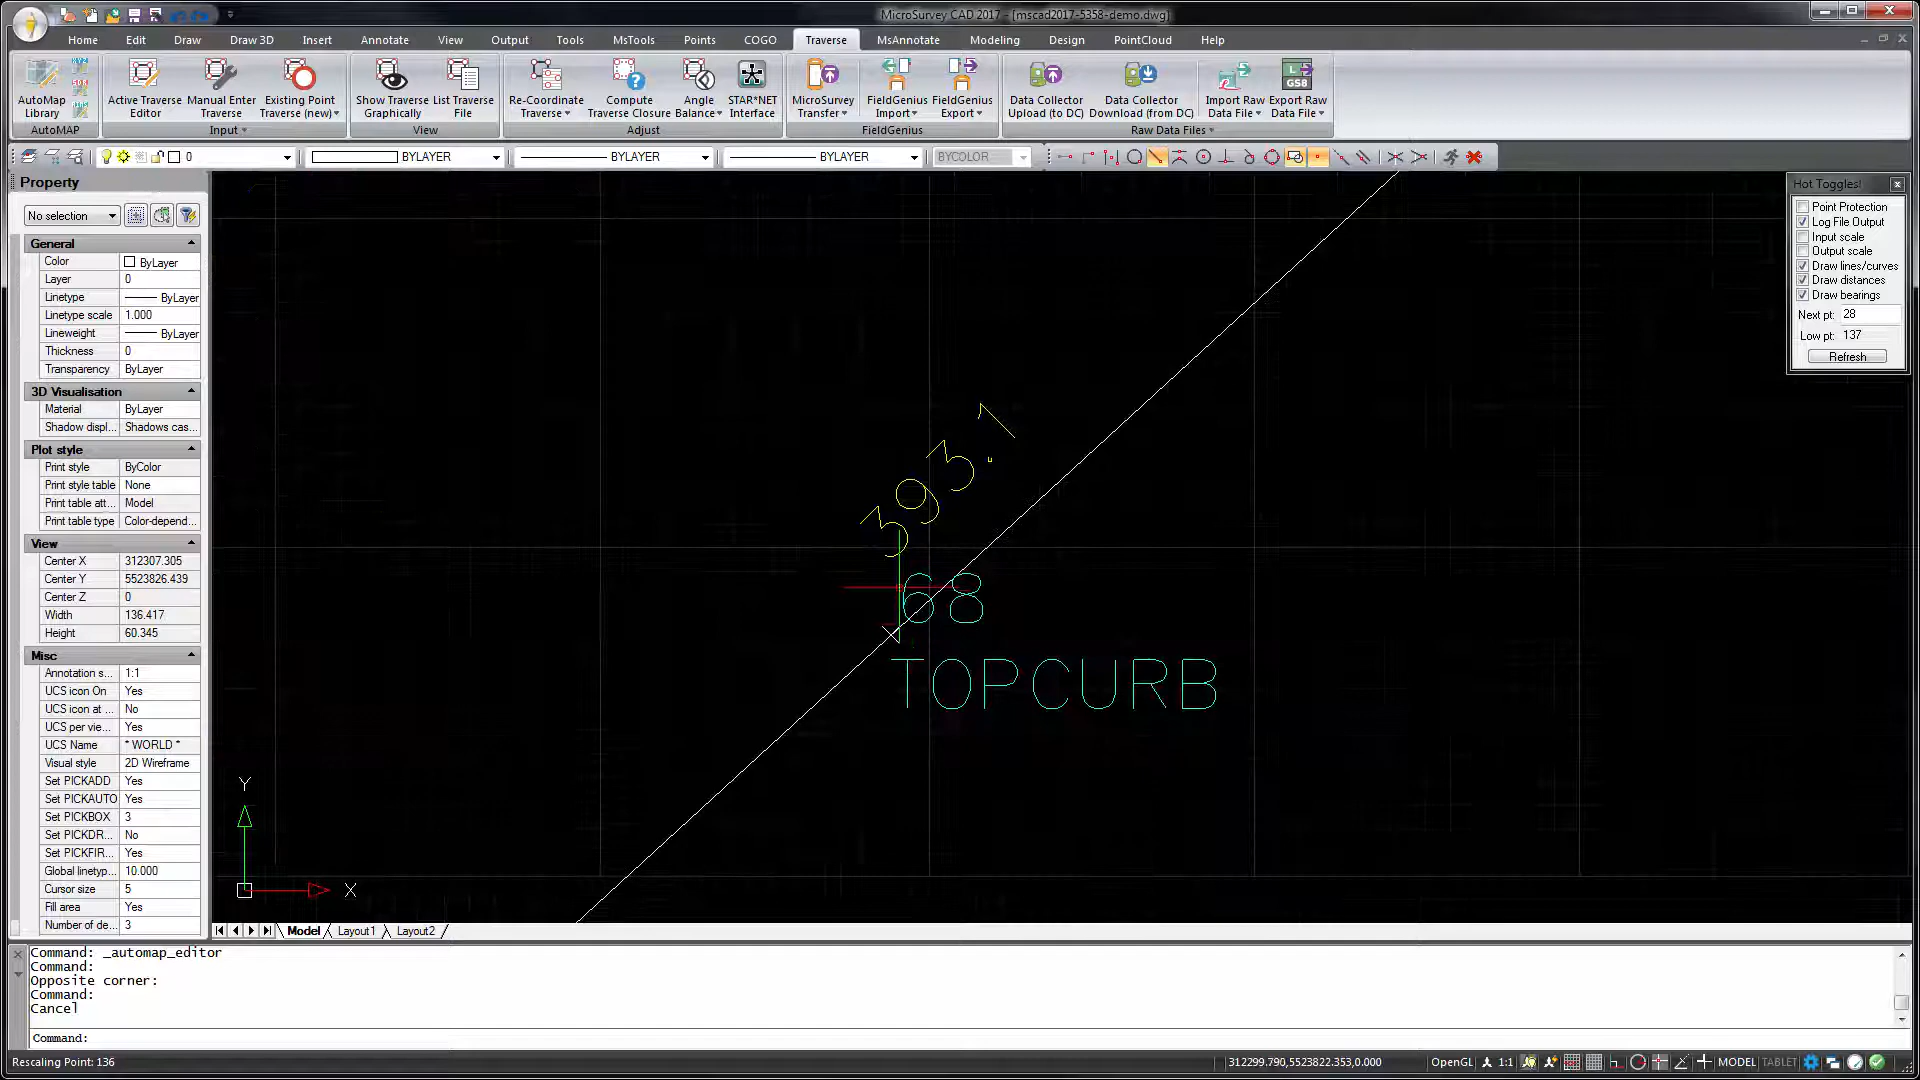 MicroSurvey CAD 2017 - [mscad2017-5358-demo.dwg]
Home Edit Draw Draw 3D Insert Annotate View Output Tools MsTools Points COGO Traverse MsAnnotate Modeling Design PointCloud Help
AutoMap Library
AutoMAP
Active Traverse Editor
Manual Enter Traverse
Existing Point Traverse (new)
Input
Show Traverse Graphically
List Traverse File
View
Re-Coordinate Traverse
Compute Traverse Closure
Angle Balance
STAR*NET Interface
Adjust
MicroSurvey Transfer
FieldGenius Import
FieldGenius Export
FieldGenius
Data Collector Upload (to DC)
Data Collector Download (from DC)
Import Raw Data File
Export Raw Data File
Raw Data Files
0 BYLAYER BYLAYER BYLAYER BYCOLOR
Property
No selection
General
Color ByLayer
Layer 0
Linetype ByLayer
Linetype scale 1.000
Lineweight ByLayer
Thickness 0
Transparency ByLayer
3D Visualisation
Material ByLayer
Shadow displ... Shadows cas...
Plot style
Print style ByColor
Print style table None
Print table att... Model
Print table type Color-depend...
View
Center X 312307.305
Center Y 5523826.439
Center Z 0
Width 136.417
Height 60.345
Misc
Annotation s... 1:1
UCS icon On Yes
UCS icon at ... No
UCS per vie... Yes
UCS Name * WORLD *
Visual style 2D Wireframe
Set PICKADD Yes
Set PICKAUTO Yes
Set PICKBOX 3
Set PICKDR... No
Set PICKFIR... Yes
Global linetyp... 10.000
Cursor size 5
Fill area Yes
Number of de... 3
393.1
68
TOPCURB
Y
X
Hot Toggles!
Point Protection
Log File Output
Input scale
Output scale
Draw lines/curves
Draw distances
Draw bearings
Next pt: 28
Low pt: 137
Refresh
Model Layout1 Layout2
Command: _automap_editor
Command:
Opposite corner:
Command:
Cancel
Command:
Rescaling Point: 136
312299.790,5523822.353,0.000 OpenGL 1:1 MODEL TABLET